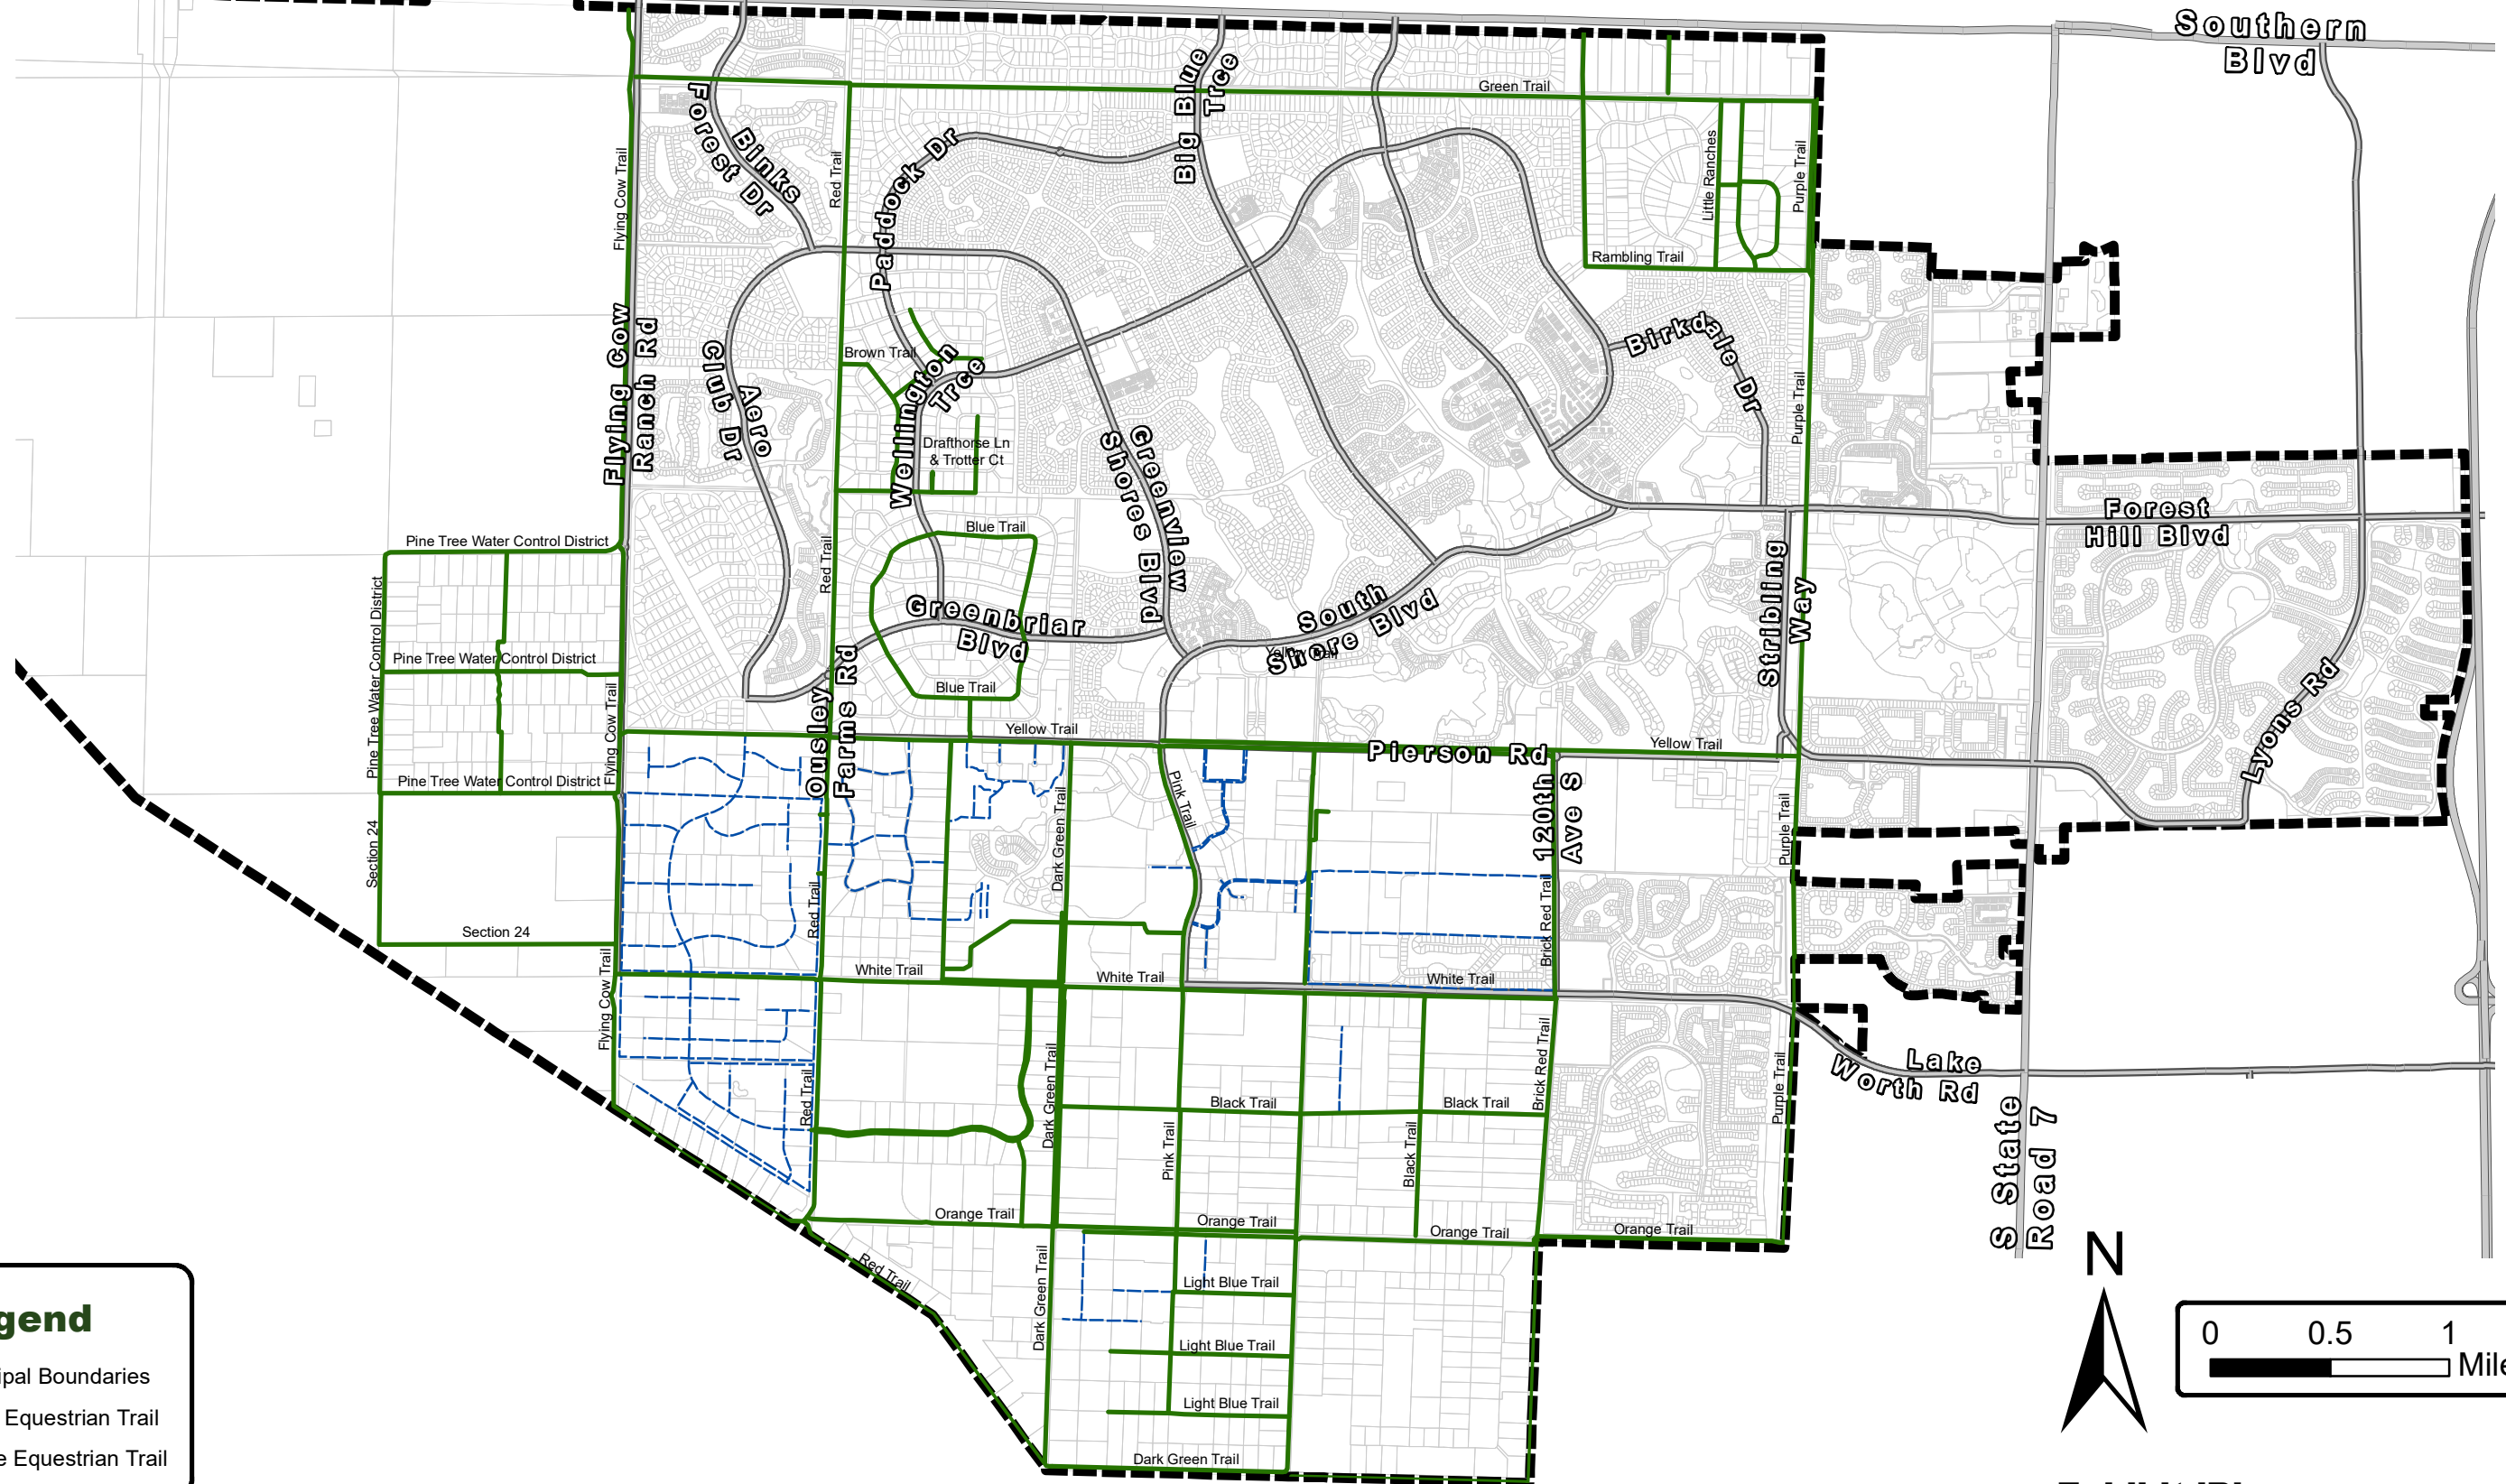 Southern
Blvd
Big Blue
Trce
Green Trail
Forest Dr
Binks
Paddock Dr
Flying Cow Trail
Red Trail
Little Ranches
Purple Trail
Rambling Trail
Flying Cow
Ranch Rd
Aero
Club Dr
Brown Trail
Wellington
Trce
Birkdale Dr
Purple Trail
Drafthorse Ln
& Trotter Ct
Greenview
Shores Blvd
Forest
Hill Blvd
Blue Trail
Red Trail
Pine Tree Water Control District
Pine Tree Water Control District
Pine Tree Water Control District
Pine Tree Water Control District
Pine Tree Water Control District
Greenbriar
Blvd
South
Shore Blvd
Stribling
Way
Blue Trail
Yellow Trail
Flying Cow Trail
Ousley
Farms Rd
Pierson Rd
Yellow Trail
Lyons Rd
Pink Trail
120th
Ave S
Dark Green Trail
Purple Trail
Section 24
Section 24
Red Trail
Brick Red Trail
White Trail
White Trail
White Trail
Flying Cow Trail
Lake
Worth Rd
Red Trail
Dark Green Trail
Black Trail
Black Trail
Brick Red Trail
Purple Trail
Pink Trail
Black Trail
S State
Road 7
Orange Trail
Orange Trail
Orange Trail
Orange Trail
Red Trail
Dark Green Trail
Light Blue Trail
Light Blue Trail
Light Blue Trail
Dark Green Trail
gend
ipal Boundaries
Equestrian Trail
e Equestrian Trail
N
0 0.5 1
Mile